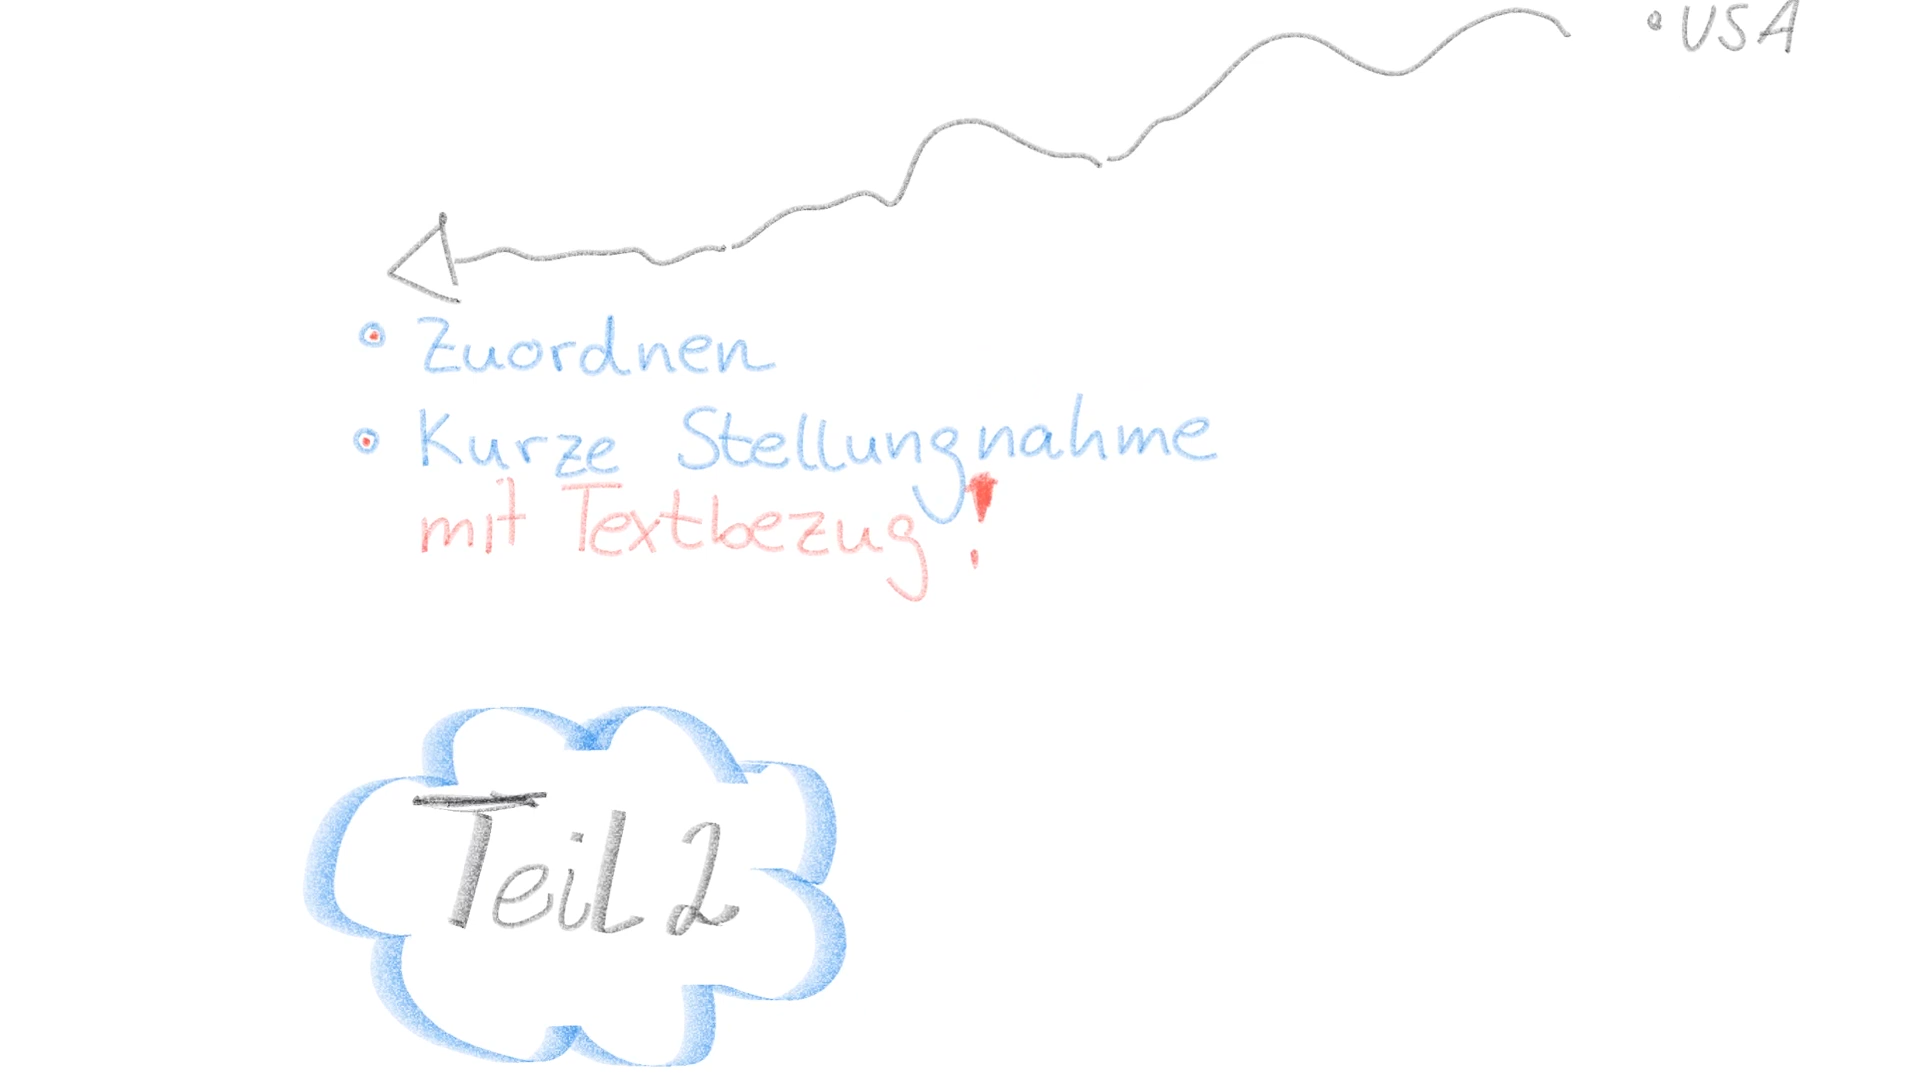 • USA
• Zuordnen
• Kurze Stellungnahme
mit Textbezug!
Teil 2